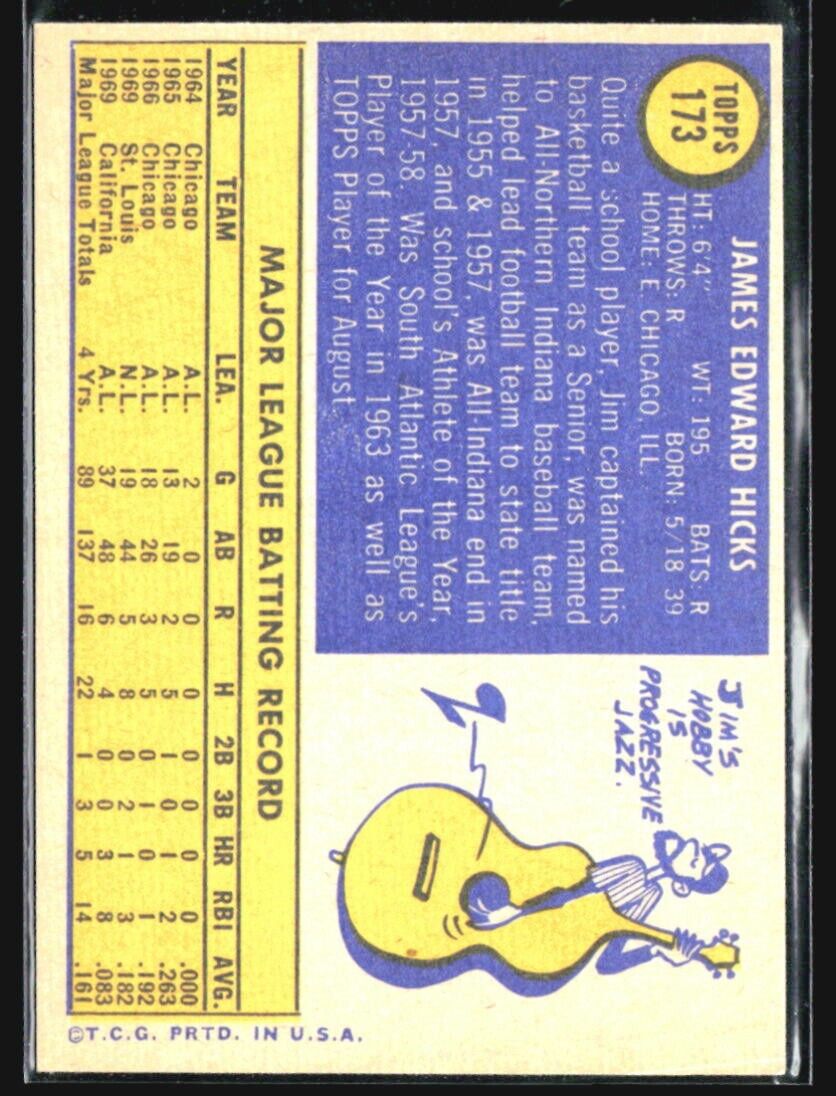 TOPPS
173
JAMES EDWARD HICKS
HT: 6'4" WT: 195 BATS: R
THROWS: R BORN: 5/18 39
HOME: E. CHICAGO, ILL.
Quite a school player, Jim captained his
basketball team as a Senior, was named
to All-Northern Indiana baseball team,
helped lead football team to state title
in 1955 & 1957, was All-Indiana end in
1957, and school's Athlete of the Year,
1957-58. Was South Atlantic League's
Player of the Year in 1963 as well as
TOPPS Player for August.
JIM'S
HOBBY
IS
PROGRESSIVE
JAZZ.
MAJOR LEAGUE BATTING RECORD
YEAR TEAM LEA. G AB R H 2B 3B HR RBI AVG.
1964 Chicago A.L. 2 0 0 0 0 0 0 0 .000
1965 Chicago A.L. 13 19 2 5 1 0 1 2 .263
1966 Chicago A.L. 18 26 3 5 0 1 0 1 .192
1969 St. Louis N.L. 19 44 5 8 0 2 1 3 .182
1969 California A.L. 37 48 6 4 0 0 3 8 .083
Major League Totals 4 Yrs. 89 137 16 22 1 3 5 14 .161
©T.C.G. PRTD. IN U.S.A.